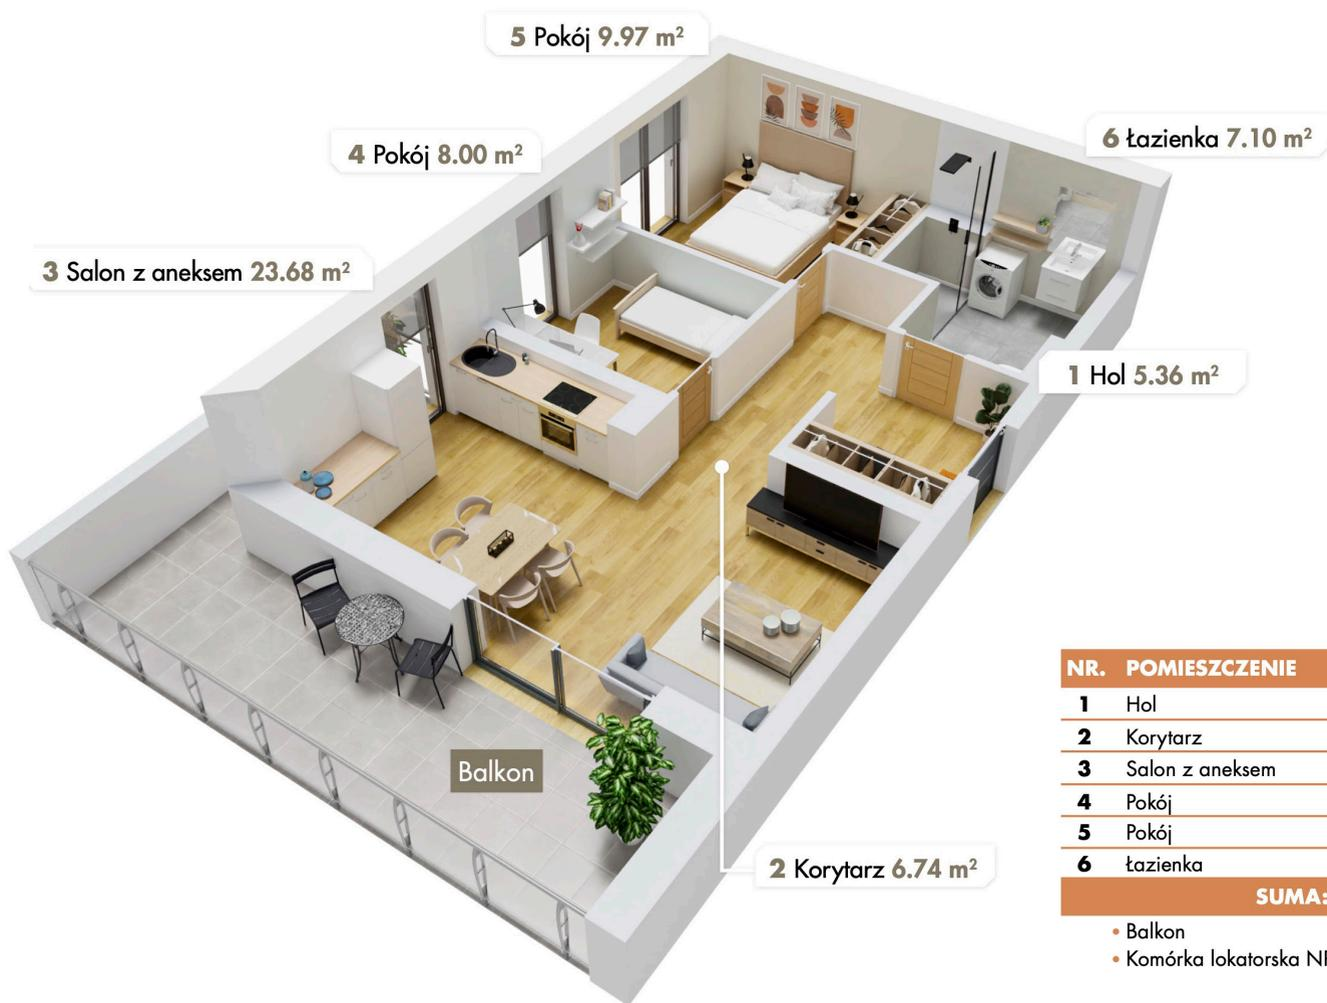 5 Pokój 9.97 m²
4 Pokój 8.00 m²
6 Łazienka 7.10 m²
3 Salon z aneksem 23.68 m²
1 Hol 5.36 m²
Balkon
2 Korytarz 6.74 m²
NR. POMIESZCZENIE
1 Hol
2 Korytarz
3 Salon z aneksem
4 Pokój
5 Pokój
6 Łazienka
SUMA:
• Balkon
• Komórka lokatorska